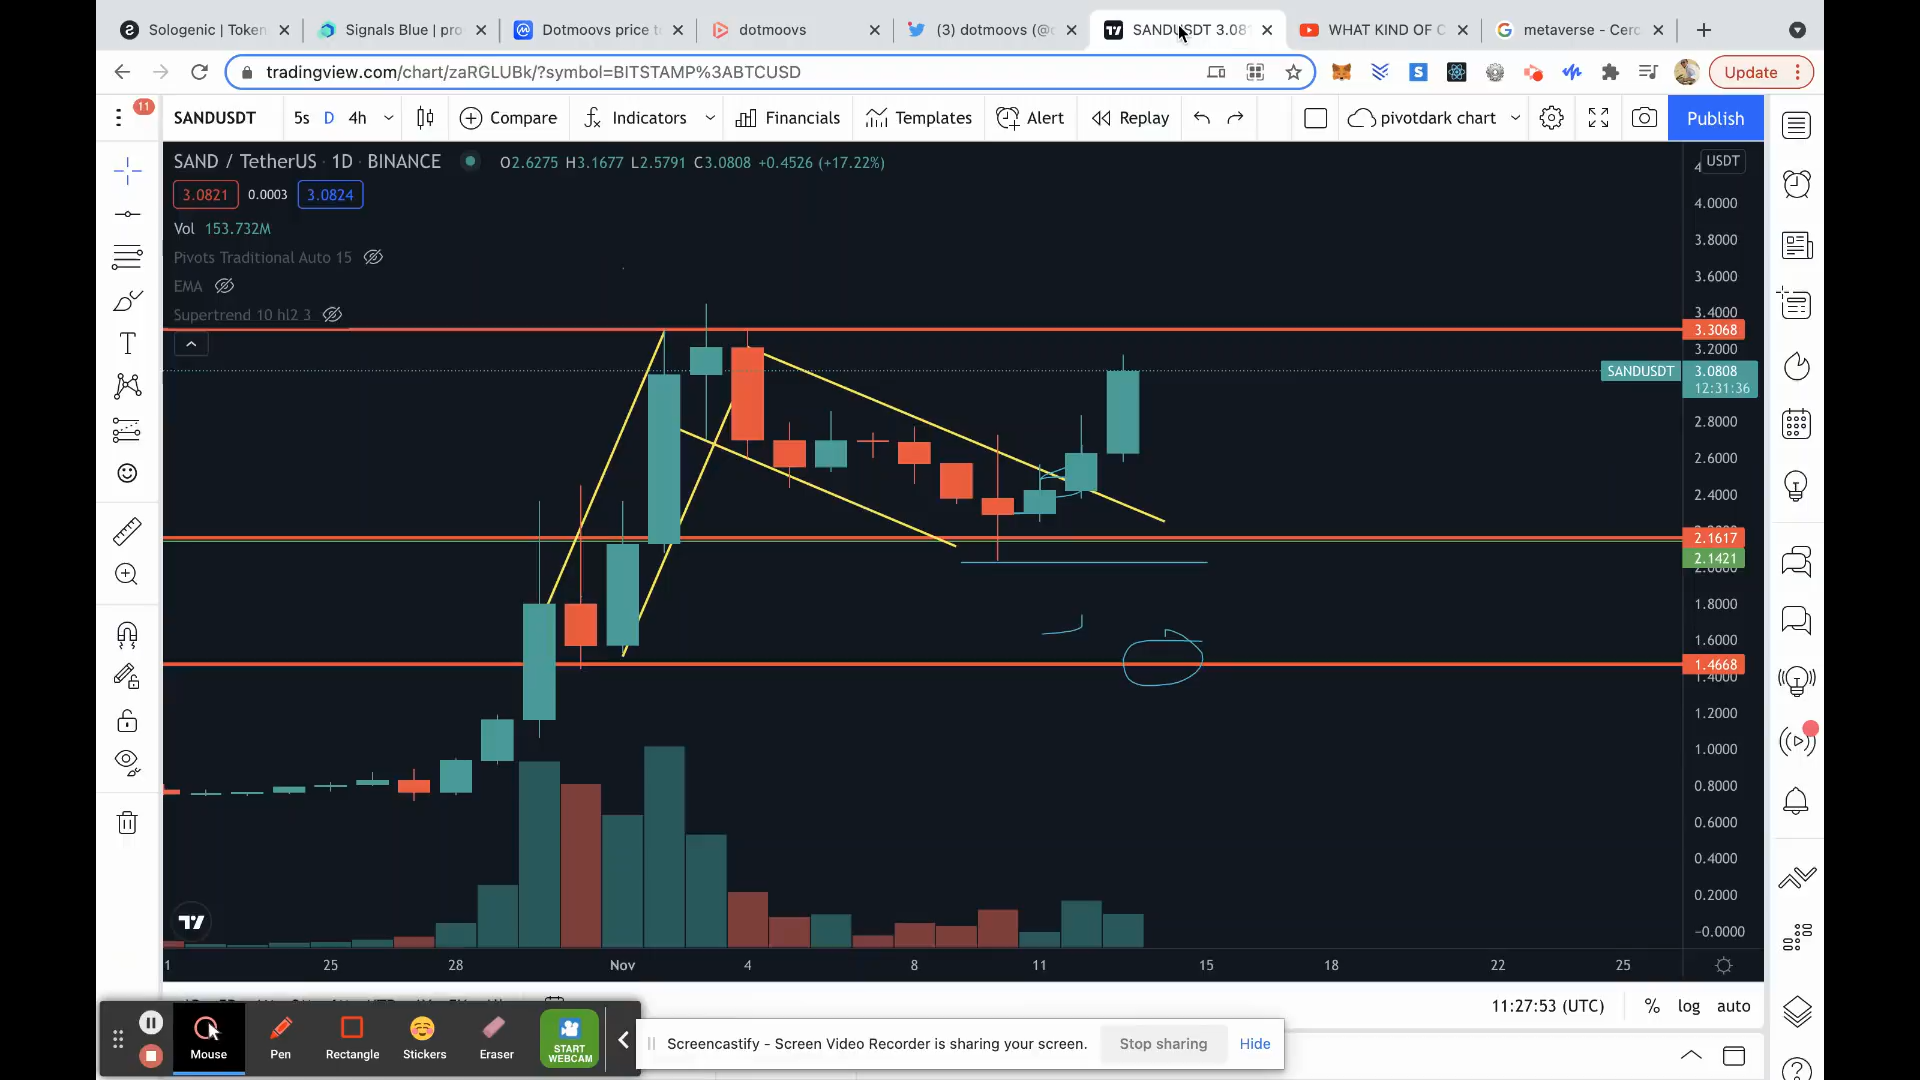 Sologenic | Token
Signals Blue | pro
Dotmoovs price to
dotmoovs
(3) dotmoovs (@d
SANDUSDT 3.081
WHAT KIND OF C
metaverse - Cerc
tradingview.com/chart/zaRGLUBk/?symbol=BITSTAMP%3ABTCUSD
Update
11
SANDUSDT
5s
D
4h
Compare
Indicators
Financials
Templates
Alert
Replay
pivotdark chart
Publish
SAND / TetherUS · 1D · BINANCE
O2.6275 H3.1677 L2.5791 C3.0808 +0.4526 (+17.22%)
USDT
3.0821
0.0003
3.0824
Vol 153.732M
Pivots Traditional Auto 15
EMA
Supertrend 10 hl2 3
4.0000
3.8000
3.6000
3.4000
3.3068
3.2000
SANDUSDT
3.0808
12:31:36
2.8000
2.6000
2.4000
2.1617
2.1421
2.0000
1.8000
1.6000
1.4668
1.4000
1.2000
1.0000
0.8000
0.6000
0.4000
0.2000
−0.0000
25
28
Nov
4
8
11
15
18
22
25
11:27:53 (UTC)
%
log
auto
Mouse
Pen
Rectangle
Stickers
Eraser
START
WEBCAM
Screencastify - Screen Video Recorder is sharing your screen.
Stop sharing
Hide